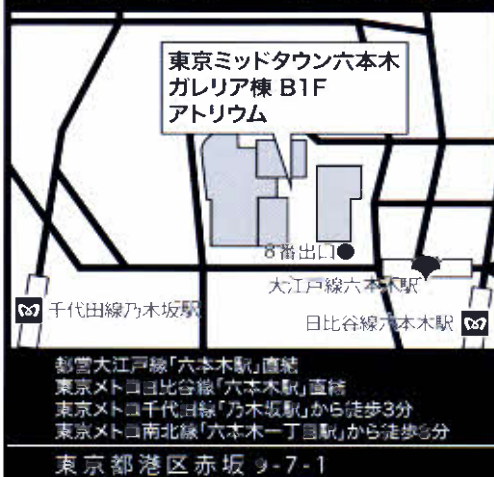 東京ミッドタウン六本木
ガレリア棟 B1F
アトリウム
8番出口
大江戸線六本木駅
千代田線乃木坂駅
日比谷線六本木駅
都営大江戸線「六本木駅」直結
東京メトロ日比谷線「六本木駅」直結
東京メトロ千代田線「乃木坂駅」から徒歩3分
東京メトロ南北線「六本木一丁目駅」から徒歩
東京都港区赤坂 9-7-1